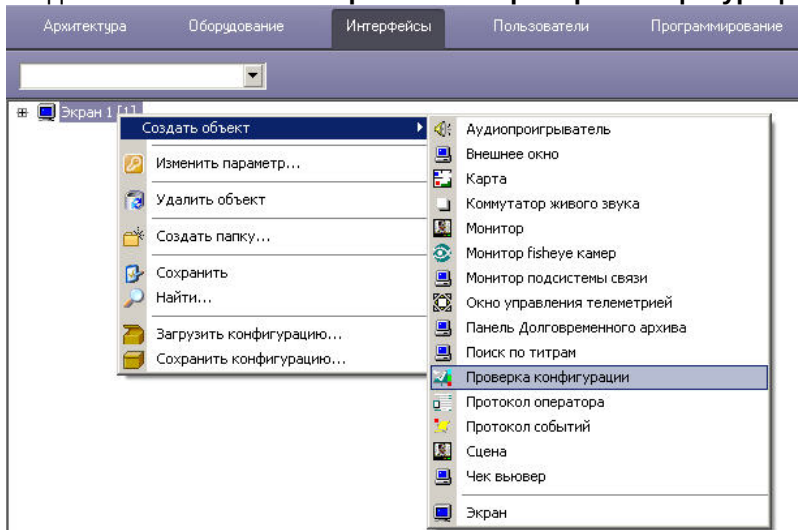 Архитектура Оборудование Интерфейсы Пользователи Программирование
Экран 1 [1]
Создать объект
Изменить параметр...
Удалить объект
Создать папку...
Сохранить
Найти...
Загрузить конфигурацию...
Сохранить конфигурацию...
Аудиопроигрыватель
Внешнее окно
Карта
Коммутатор живого звука
Монитор
Монитор fisheye камер
Монитор подсистемы связи
Окно управления телеметрией
Панель Долговременного архива
Поиск по титрам
Проверка конфигурации
Протокол оператора
Протокол событий
Сцена
Чек вьювер
Экран